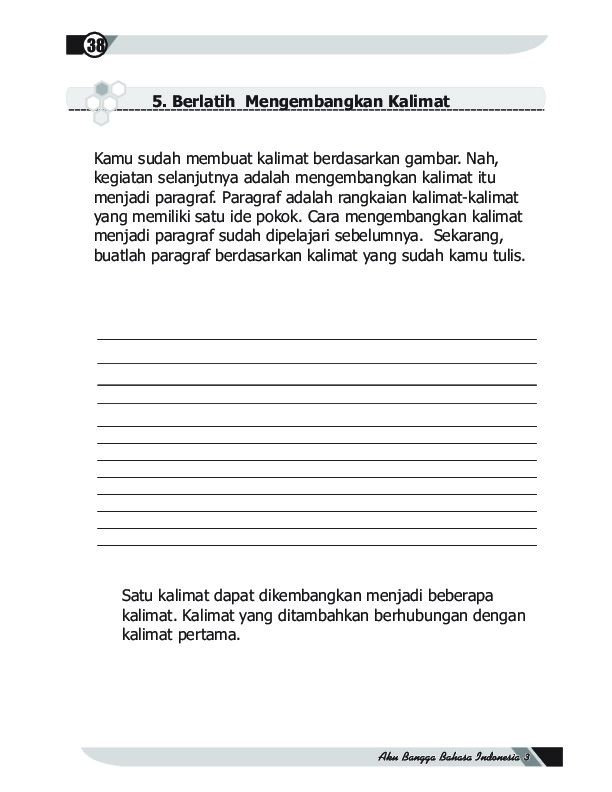 38
5. Berlatih Mengembangkan Kalimat
Kamu sudah membuat kalimat berdasarkan gambar. Nah,
kegiatan selanjutnya adalah mengembangkan kalimat itu
menjadi paragraf. Paragraf adalah rangkaian kalimat-kalimat
yang memiliki satu ide pokok. Cara mengembangkan kalimat
menjadi paragraf sudah dipelajari sebelumnya. Sekarang,
buatlah paragraf berdasarkan kalimat yang sudah kamu tulis.
Satu kalimat dapat dikembangkan menjadi beberapa
kalimat. Kalimat yang ditambahkan berhubungan dengan
kalimat pertama.
Aku Bangga Bahasa Indonesia 3